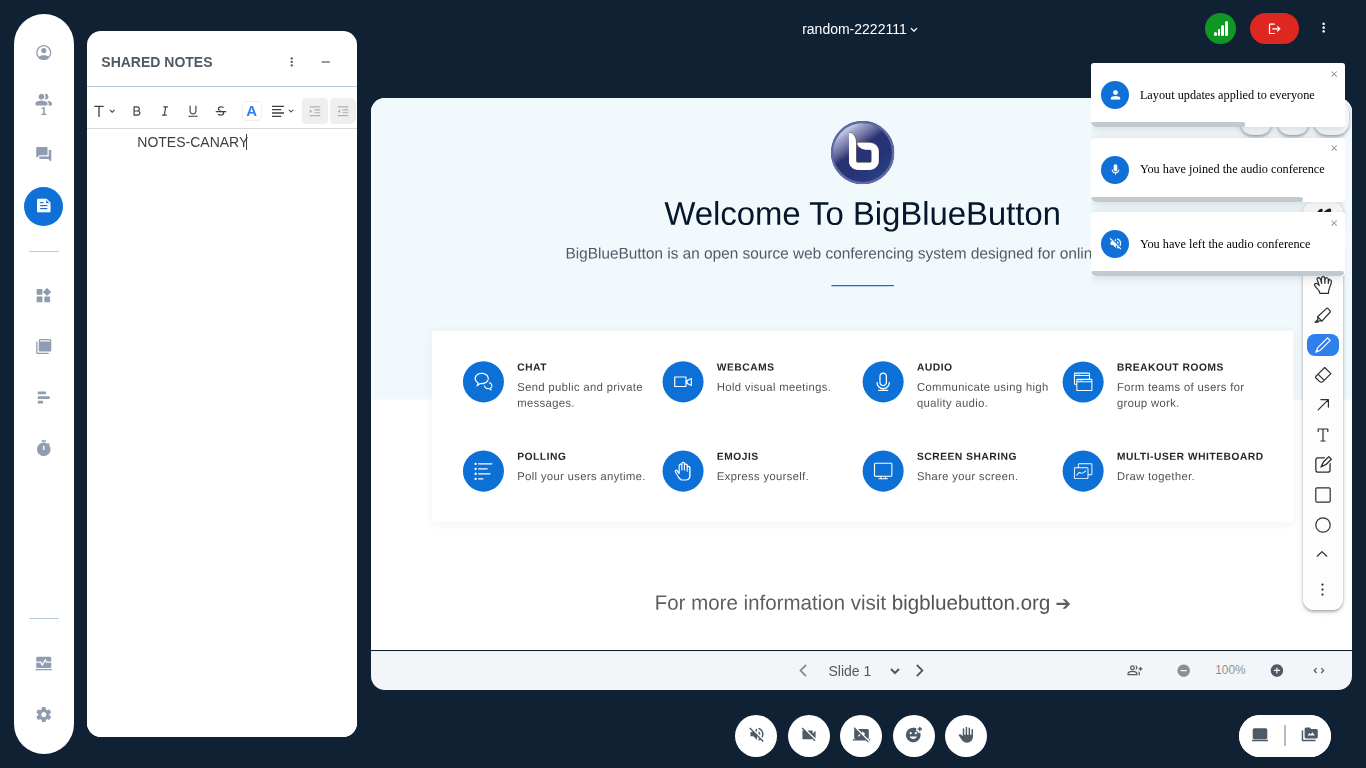 random-2222111
1
SHARED NOTES
NOTES-CANARY
Layout updates applied to everyone
You have joined the audio conference
You have left the audio conference
Welcome To BigBlueButton
BigBlueButton is an open source web conferencing system designed for onlin
CHAT
Send public and private
messages.
WEBCAMS
Hold visual meetings.
AUDIO
Communicate using high
quality audio.
BREAKOUT ROOMS
Form teams of users for
group work.
POLLING
Poll your users anytime.
EMOJIS
Express yourself.
SCREEN SHARING
Share your screen.
MULTI-USER WHITEBOARD
Draw together.
For more information visit bigbluebutton.org ➔
Slide 1
100%